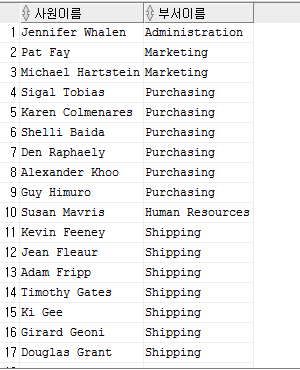 사원이름 부서이름
1 Jennifer Whalen Administration
2 Pat Fay Marketing
3 Michael Hartstein Marketing
4 Sigal Tobias Purchasing
5 Karen Colmenares Purchasing
6 Shelli Baida Purchasing
7 Den Raphaely Purchasing
8 Alexander Khoo Purchasing
9 Guy Himuro Purchasing
10 Susan Mavris Human Resources
11 Kevin Feeney Shipping
12 Jean Fleaur Shipping
13 Adam Fripp Shipping
14 Timothy Gates Shipping
15 Ki Gee Shipping
16 Girard Geoni Shipping
17 Douglas Grant Shipping